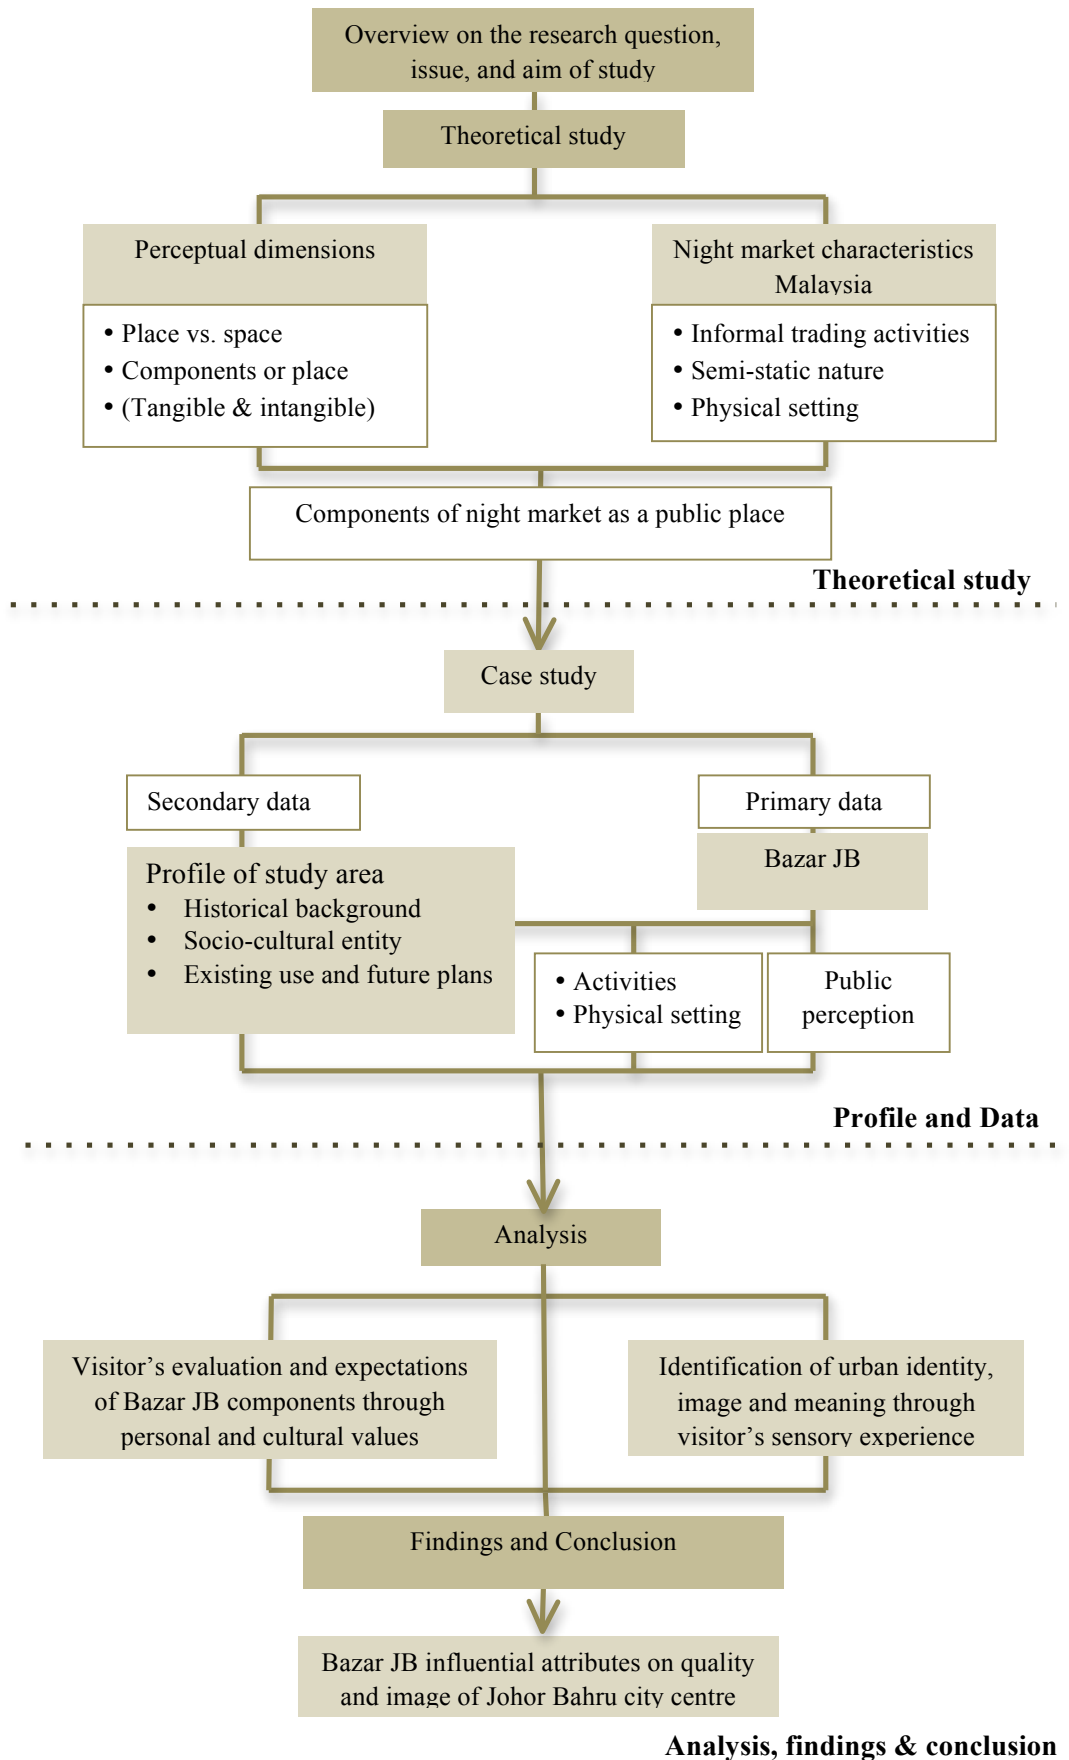 Overview on the research question,
issue, and aim of study
Theoretical study
Perceptual dimensions
• Place vs. space
• Components or place
• (Tangible & intangible)
Night market characteristics
Malaysia
• Informal trading activities
• Semi-static nature
• Physical setting
Components of night market as a public place
Theoretical study
Case study
Secondary data
Primary data
Profile of study area
• Historical background
• Socio-cultural entity
• Existing use and future plans
Bazar JB
• Activities
• Physical setting
Public
perception
Profile and Data
Analysis
Visitor’s evaluation and expectations
of Bazar JB components through
personal and cultural values
Identification of urban identity,
image and meaning through
visitor’s sensory experience
Findings and Conclusion
Bazar JB influential attributes on quality
and image of Johor Bahru city centre
Analysis, findings & conclusion